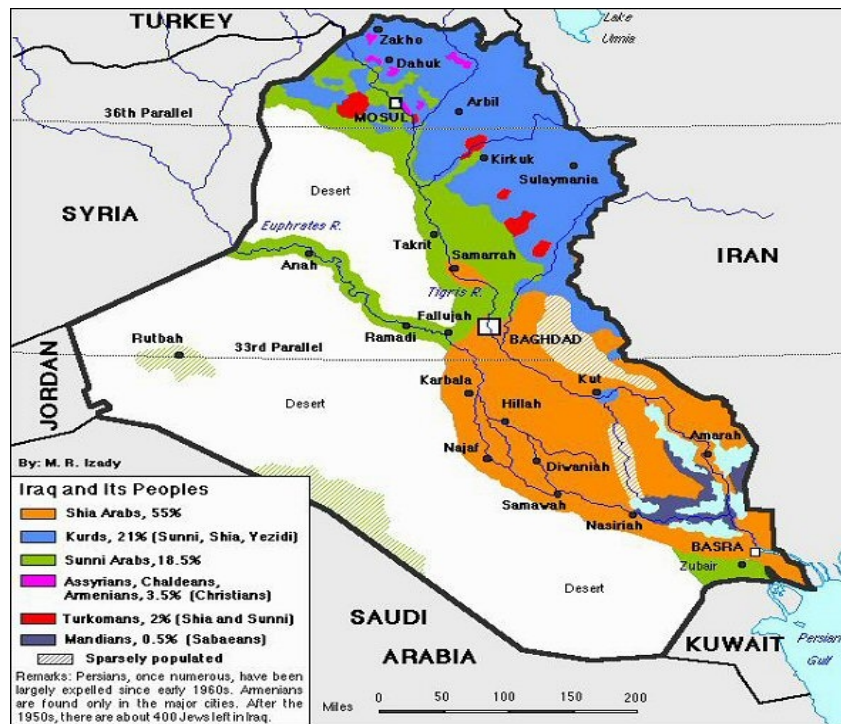 TURKEY
Lake
Urmia
Zakho
Dahuk
36th Parallel
MOSUL
Arbil
Kirkuk
Sulaymania
SYRIA
Desert
Euphrates R.
Takrit
Anah
Samarrah
IRAN
Tigris R.
Fallujah
Rutbah
Ramadi
BAGHDAD
33rd Parallel
JORDAN
Karbala
Kut
Desert
Hillah
Amarah
Najaf
Diwaniah
By: M. R. Izady
Samawah
Nasiriah
BASRA
Zubair
Desert
SAUDI
ARABIA
KUWAIT
Persian
Gulf
Iraq and Its Peoples
Shia Arabs, 55%
Kurds, 21% (Sunni, Shia, Yezidi)
Sunni Arabs, 18.5%
Assyrians, Chaldeans,
Armenians, 3.5% (Christians)
Turkomans, 2% (Shia and Sunni)
Mandians, 0.5% (Sabaeans)
Sparsely populated
Remarks: Persians, once numerous, have been
largely expelled since early 1960s. Armenians
are found only in the major cities. After the
1950s, there are about 400 Jews left in Iraq.
Miles 0 50 87 100 150 200